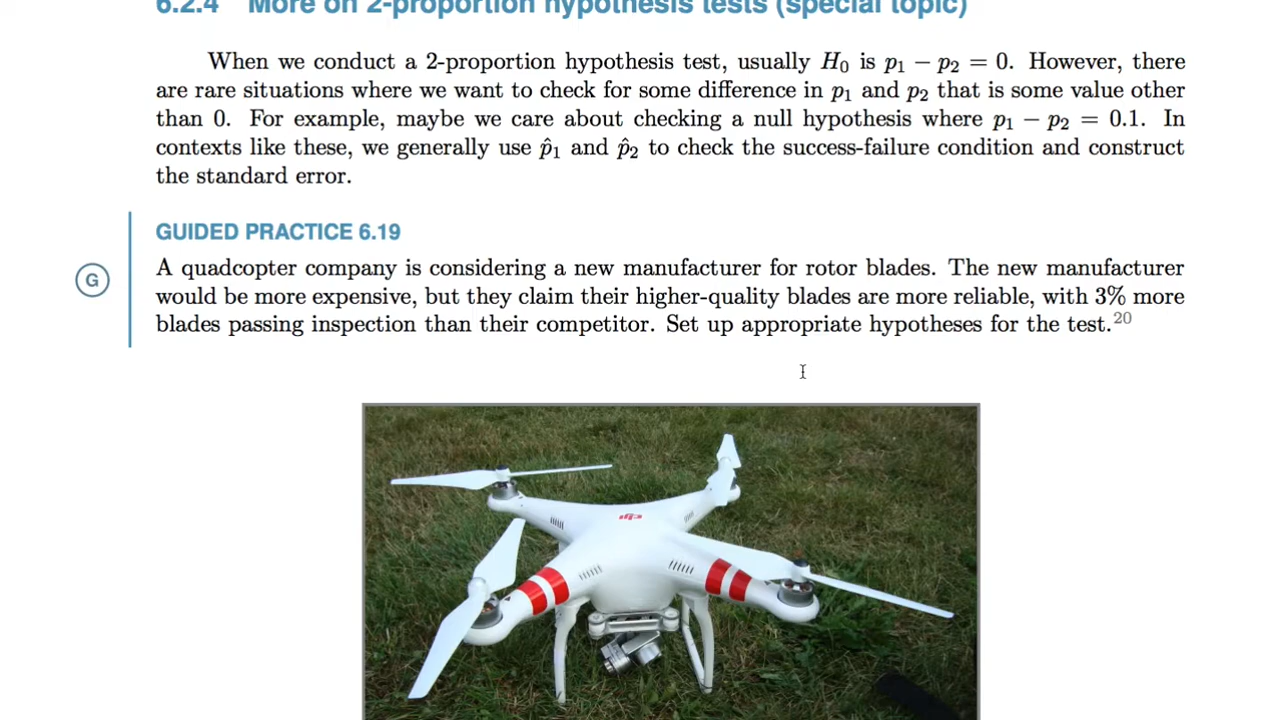 6.2.4 More on 2-proportion hypothesis tests (special topic)
When we conduct a 2-proportion hypothesis test, usually H₀ is p₁ − p₂ = 0. However, there
are rare situations where we want to check for some difference in p₁ and p₂ that is some value other
than 0. For example, maybe we care about checking a null hypothesis where p₁ − p₂ = 0.1. In
contexts like these, we generally use p̂₁ and p̂₂ to check the success-failure condition and construct
the standard error.
GUIDED PRACTICE 6.19
G
A quadcopter company is considering a new manufacturer for rotor blades. The new manufacturer
would be more expensive, but they claim their higher-quality blades are more reliable, with 3% more
blades passing inspection than their competitor. Set up appropriate hypotheses for the test.²⁰